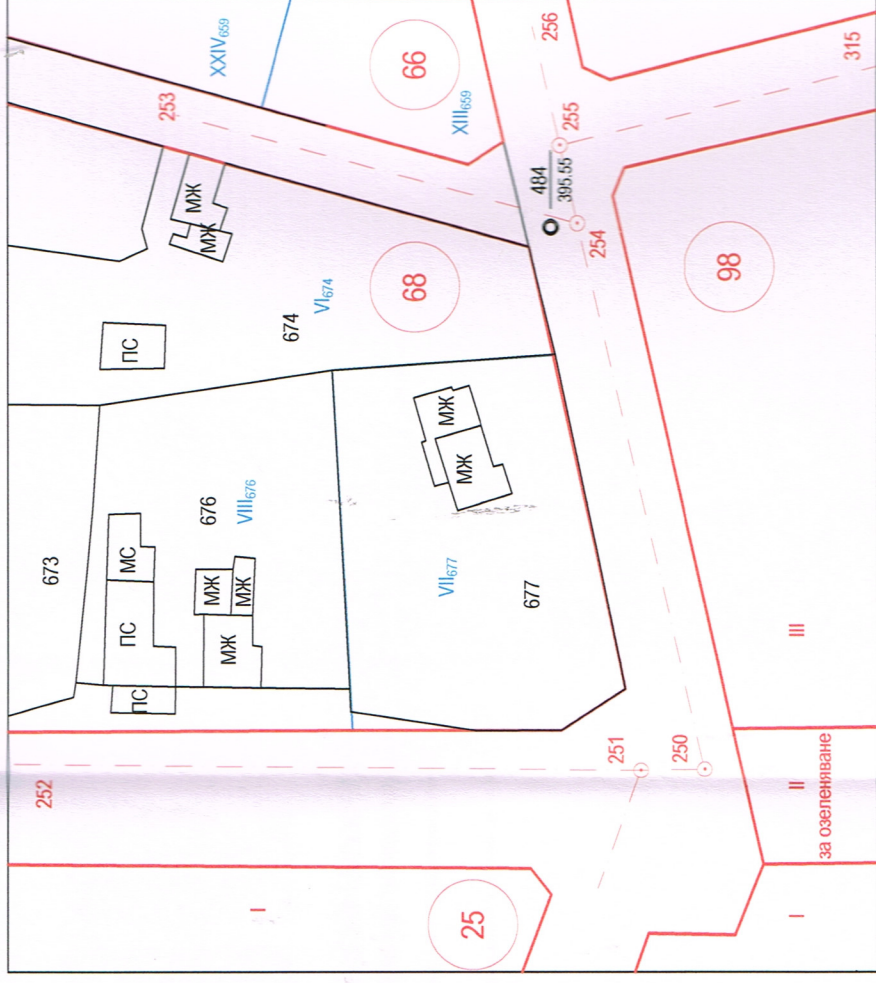 XXIV659
253
66
XIII659
256
255
315
484
395.55
254
98
68
VI674
674
МЖ
МЖ
ПС
673
676
VIII676
МС
ПС
ПС
МЖ
МЖ
МЖ
VII677
677
МЖ
МЖ
252
251
250
III
II
за озеленяване
I
I
25